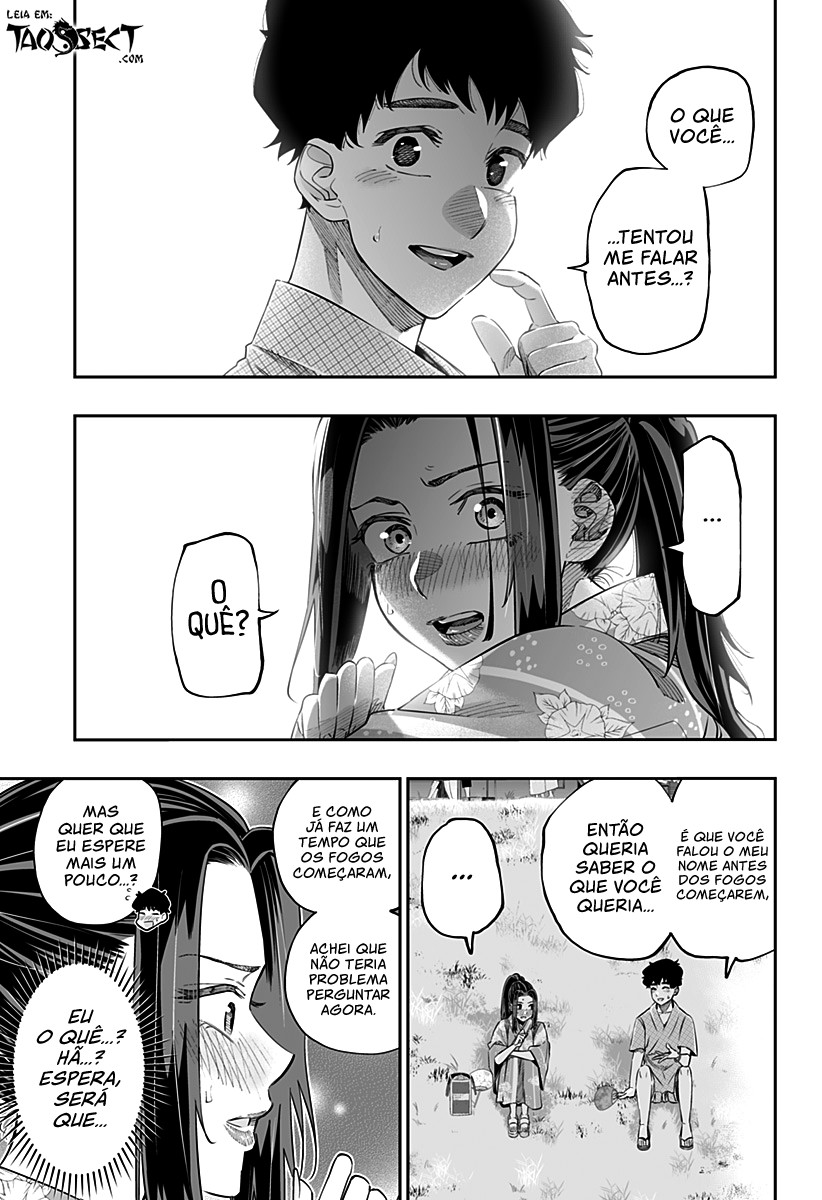 LEIA EM:
TAOSSECT
.COM
O QUE
VOCÊ...
...TENTOU
ME FALAR
ANTES...?
...
O
QUÊ?
É QUE VOCÊ
FALOU O MEU
NOME ANTES
DOS FOGOS
COMEÇAREM,
ENTÃO
QUERIA
SABER O
QUE VOCÊ
QUERIA...
...
E COMO
JÁ FAZ UM
TEMPO QUE
OS FOGOS
COMEÇARAM,
ACHEI QUE
NÃO TERIA
PROBLEMA
PERGUNTAR
AGORA.
MAS
QUER QUE
EU ESPERE
MAIS UM
POUCO...?
EU
O QUÊ...?
HÃ...?
ESPERA,
SERÁ
QUE...